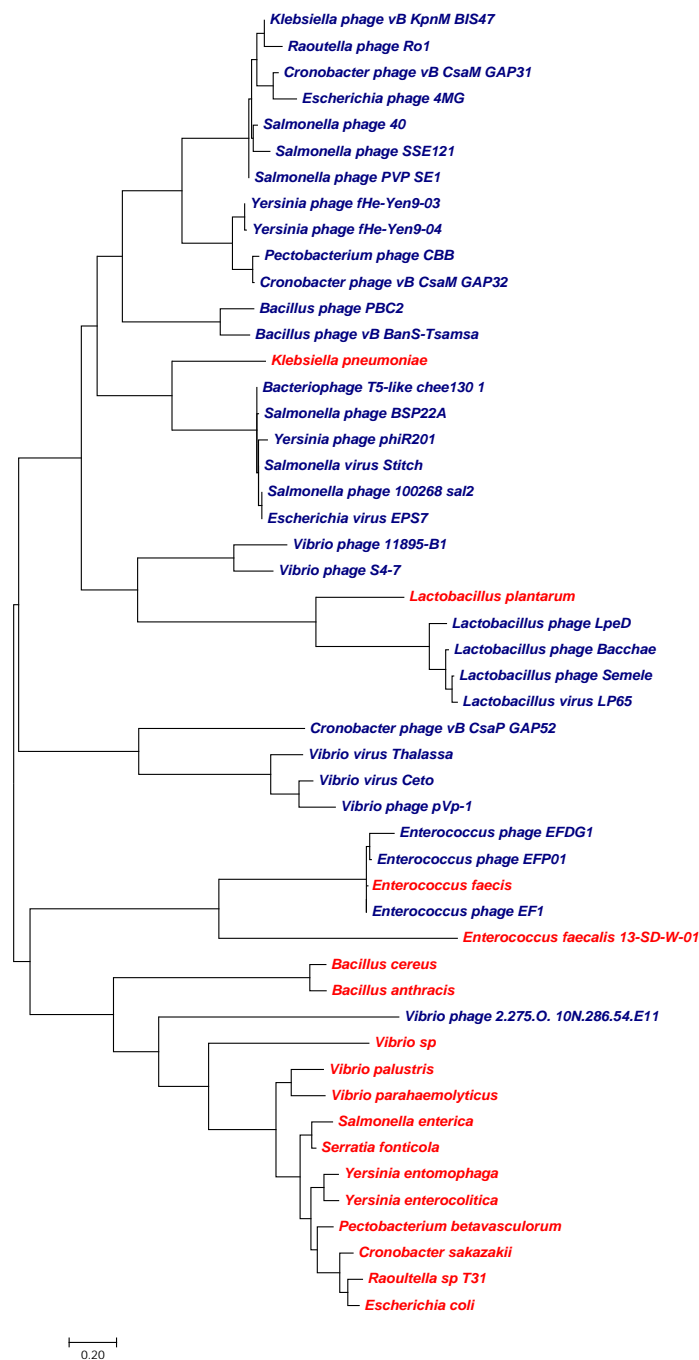 Klebsiella phage vB KpnM BIS47
Raoutella phage Ro1
Cronobacter phage vB CsaM GAP31
Escherichia phage 4MG
Salmonella phage 40
Salmonella phage SSE121
Salmonella phage PVP SE1
Yersinia phage fHe-Yen9-03
Yersinia phage fHe-Yen9-04
Pectobacterium phage CBB
Cronobacter phage vB CsaM GAP32
Bacillus phage PBC2
Bacillus phage vB BanS-Tsamsa
Klebsiella pneumoniae
Bacteriophage T5-like chee130 1
Salmonella phage BSP22A
Yersinia phage phiR201
Salmonella virus Stitch
Salmonella phage 100268 sal2
Escherichia virus EPS7
Vibrio phage 11895-B1
Vibrio phage S4-7
Lactobacillus plantarum
Lactobacillus phage LpeD
Lactobacillus phage Bacchae
Lactobacillus phage Semele
Lactobacillus virus LP65
Cronobacter phage vB CsaP GAP52
Vibrio virus Thalassa
Vibrio virus Ceto
Vibrio phage pVp-1
Enterococcus phage EFDG1
Enterococcus phage EFP01
Enterococcus faecis
Enterococcus phage EF1
Enterococcus faecalis 13-SD-W-01
Bacillus cereus
Bacillus anthracis
Vibrio phage 2.275.O. 10N.286.54.E11
Vibrio sp
Vibrio palustris
Vibrio parahaemolyticus
Salmonella enterica
Serratia fonticola
Yersinia entomophaga
Yersinia enterocolitica
Pectobacterium betavasculorum
Cronobacter sakazakii
Raoultella sp T31
Escherichia coli
0.20